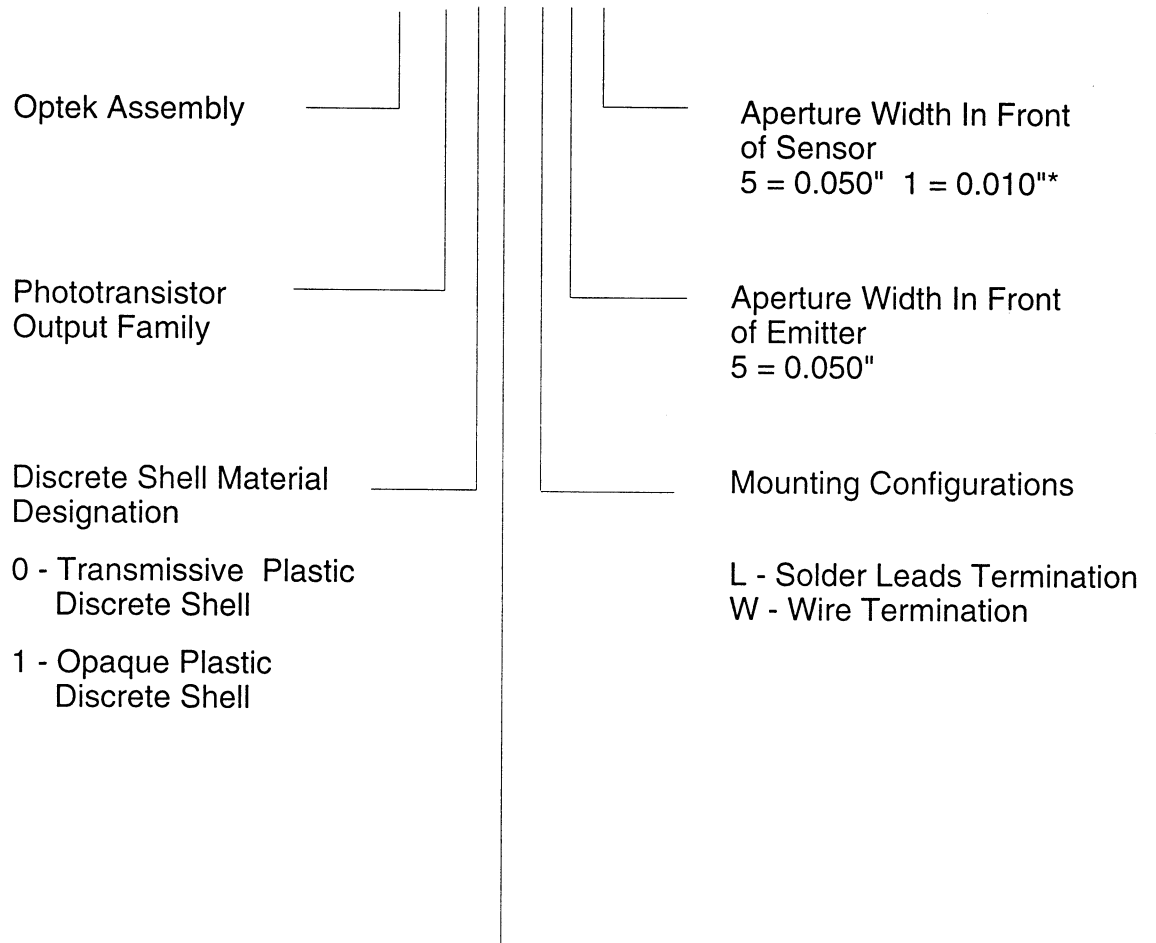 Optek Assembly
Phototransistor
Output Family
Discrete Shell Material
Designation
0 - Transmissive Plastic
Discrete Shell
1 - Opaque Plastic
Discrete Shell
Aperture Width In Front
of Sensor
5 = 0.050" 1 = 0.010"*
Aperture Width In Front
of Emitter
5 = 0.050"
Mounting Configurations
L - Solder Leads Termination
W - Wire Termination